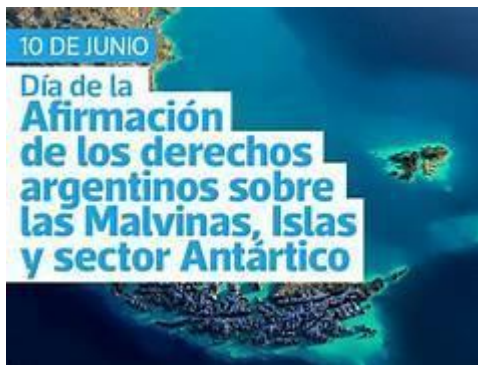 10 DE JUNIO
Día de la
Afirmación
de los derechos
argentinos sobre
las Malvinas, Islas
y sector Antártico